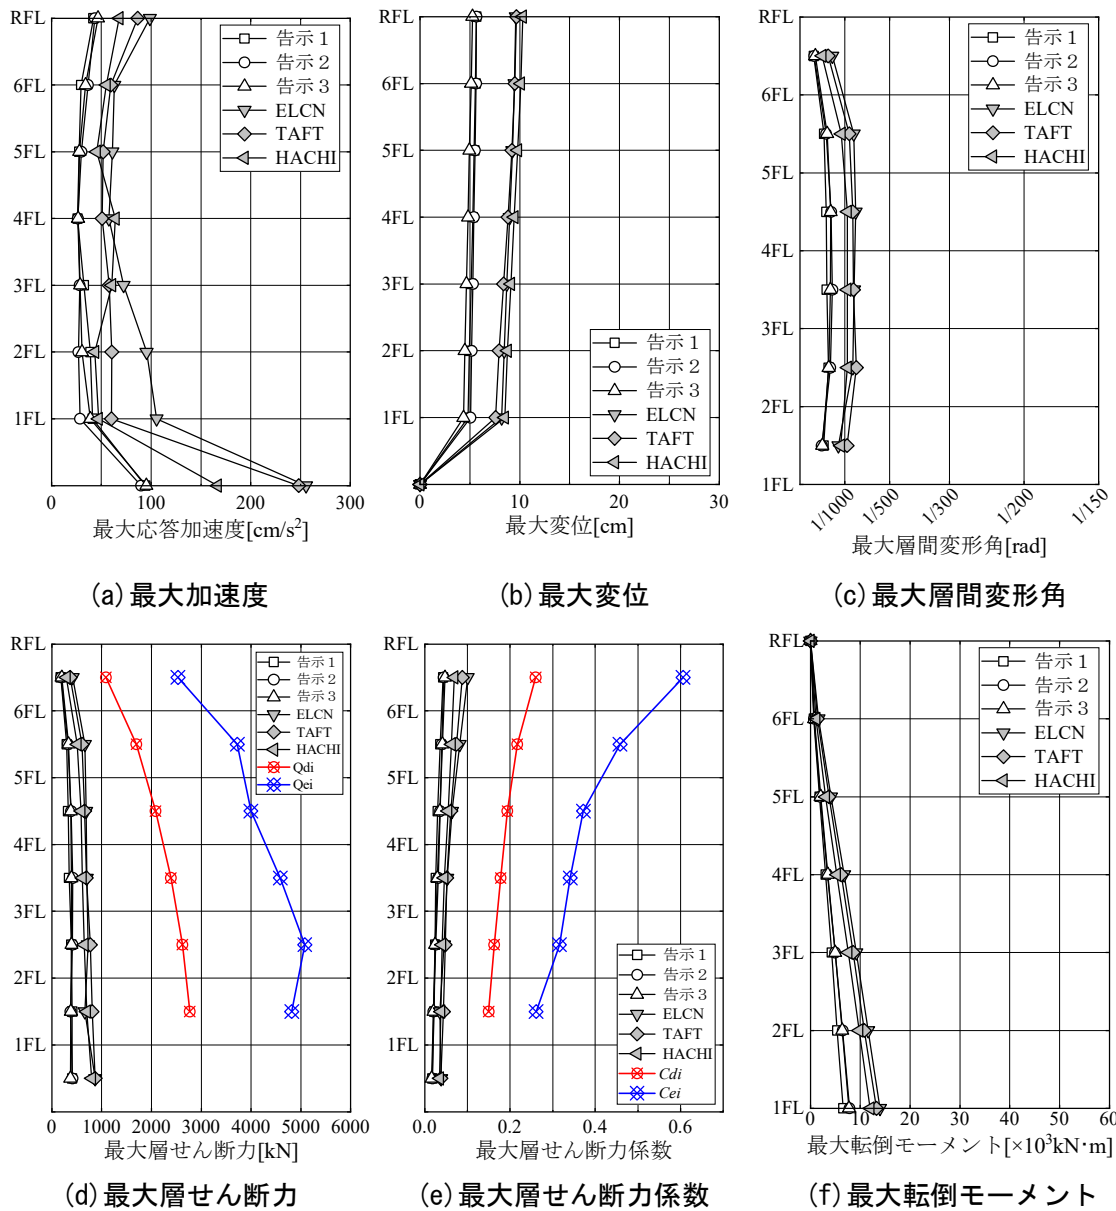 RFL
6FL
5FL
4FL
3FL
2FL
1FL
0
100
200
300
最大応答加速度[cm/s²]
告示１
告示２
告示３
ELCN
TAFT
HACHI
(a)最大加速度
RFL
6FL
5FL
4FL
3FL
2FL
1FL
0
10
20
30
最大変位[cm]
告示１
告示２
告示３
ELCN
TAFT
HACHI
(b)最大変位
6FL
5FL
4FL
3FL
2FL
1FL
1/1000
1/500
1/300
1/200
1/150
最大層間変形角[rad]
告示１
告示２
告示３
ELCN
TAFT
HACHI
(c)最大層間変形角
RFL
6FL
5FL
4FL
3FL
2FL
1FL
0
1000
2000
3000
4000
5000
6000
最大層せん断力[kN]
告示１
告示２
告示３
ELCN
TAFT
HACHI
Qdi
Qei
(d)最大層せん断力
RFL
6FL
5FL
4FL
3FL
2FL
1FL
0.0
0.2
0.4
0.6
最大層せん断力係数
告示１
告示２
告示３
ELCN
TAFT
HACHI
Cdi
Cei
(e)最大層せん断力係数
RFL
6FL
5FL
4FL
3FL
2FL
1FL
0
10
20
30
40
50
60
最大転倒モーメント[×10³kN·m]
告示１
告示２
告示３
ELCN
TAFT
HACHI
(f)最大転倒モーメント